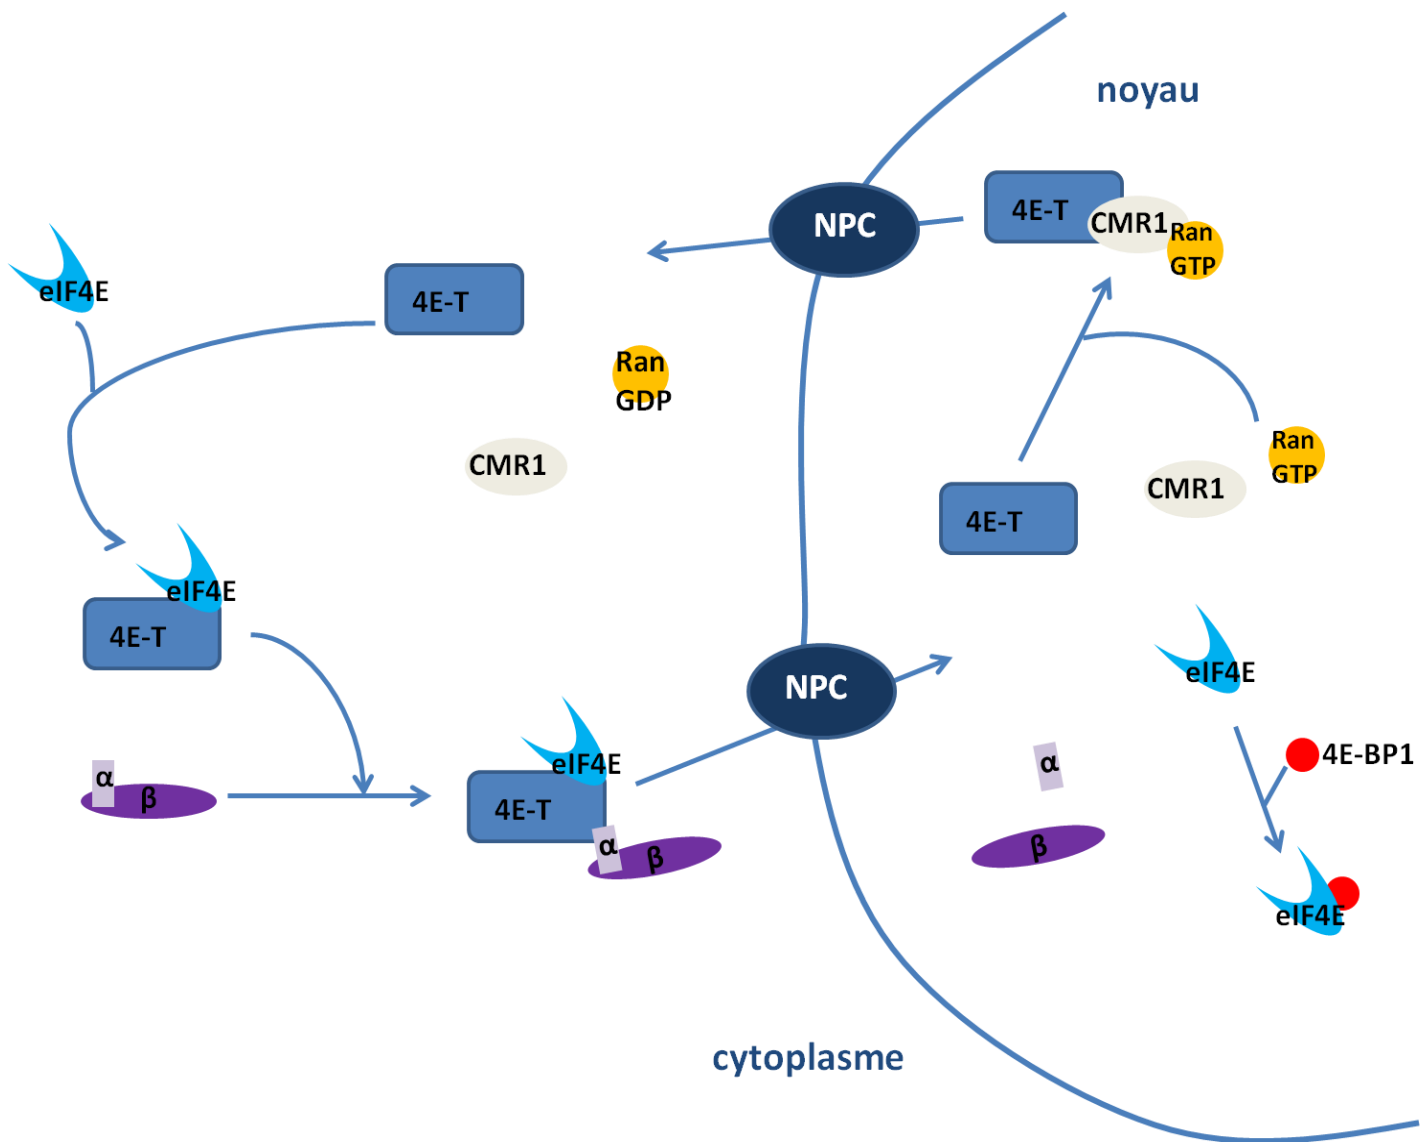 noyau
NPC
4E-T
CMR1
Ran
GTP
eIF4E
4E-T
Ran
GDP
CMR1
Ran
GTP
CMR1
4E-T
eIF4E
4E-T
NPC
eIF4E
α
β
eIF4E
4E-T
α
β
α
β
4E-BP1
eIF4E
cytoplasme